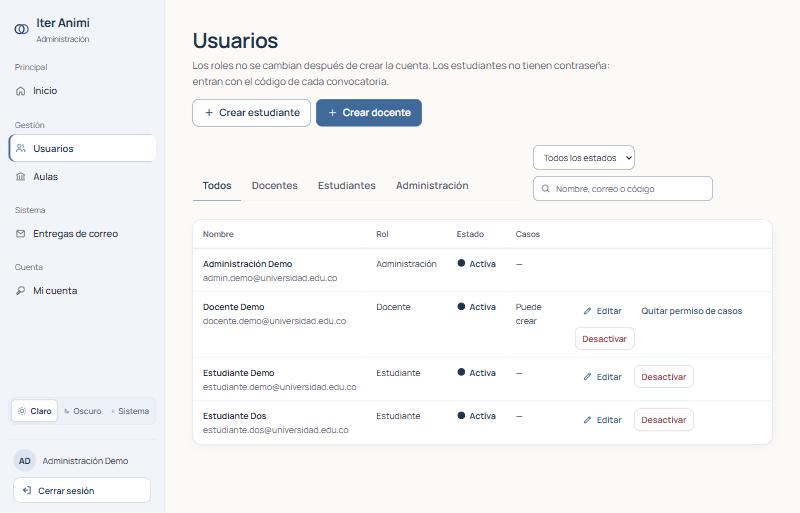 Iter Animi
Administración
Principal
Inicio
Gestión
Usuarios
Aulas
Sistema
Entregas de correo
Cuenta
Mi cuenta
Claro Oscuro Sistema
AD Administración Demo
Cerrar sesión
Usuarios
Los roles no se cambian después de crear la cuenta. Los estudiantes no tienen contraseña:
entran con el código de cada convocatoria.
+ Crear estudiante + Crear docente
Todos los estados
Todos Docentes Estudiantes Administración
Nombre, correo o código
Nombre Rol Estado Casos
Administración Demo Administración Activa —
admin.demo@universidad.edu.co
Docente Demo Docente Activa Puede Editar Quitar permiso de casos
docente.demo@universidad.edu.co crear
Desactivar
Estudiante Demo Estudiante Activa — Editar Desactivar
estudiante.demo@universidad.edu.co
Estudiante Dos Estudiante Activa — Editar Desactivar
estudiante.dos@universidad.edu.co